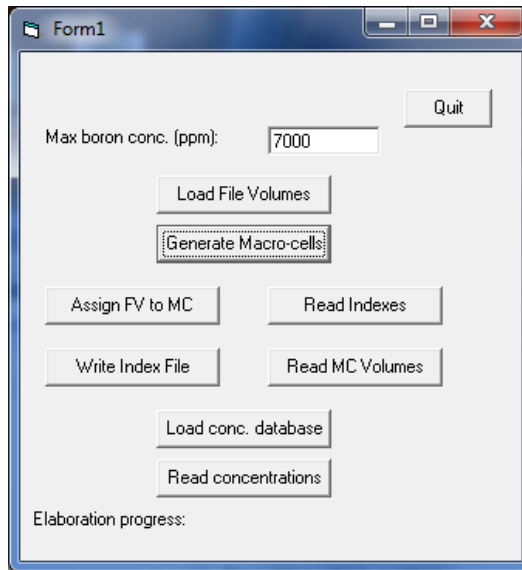 Form1
Quit
Max boron conc. (ppm): 7000
Load File Volumes
Generate Macro-cells
Assign FV to MC Read Indexes
Write Index File Read MC Volumes
Load conc. database
Read concentrations
Elaboration progress: